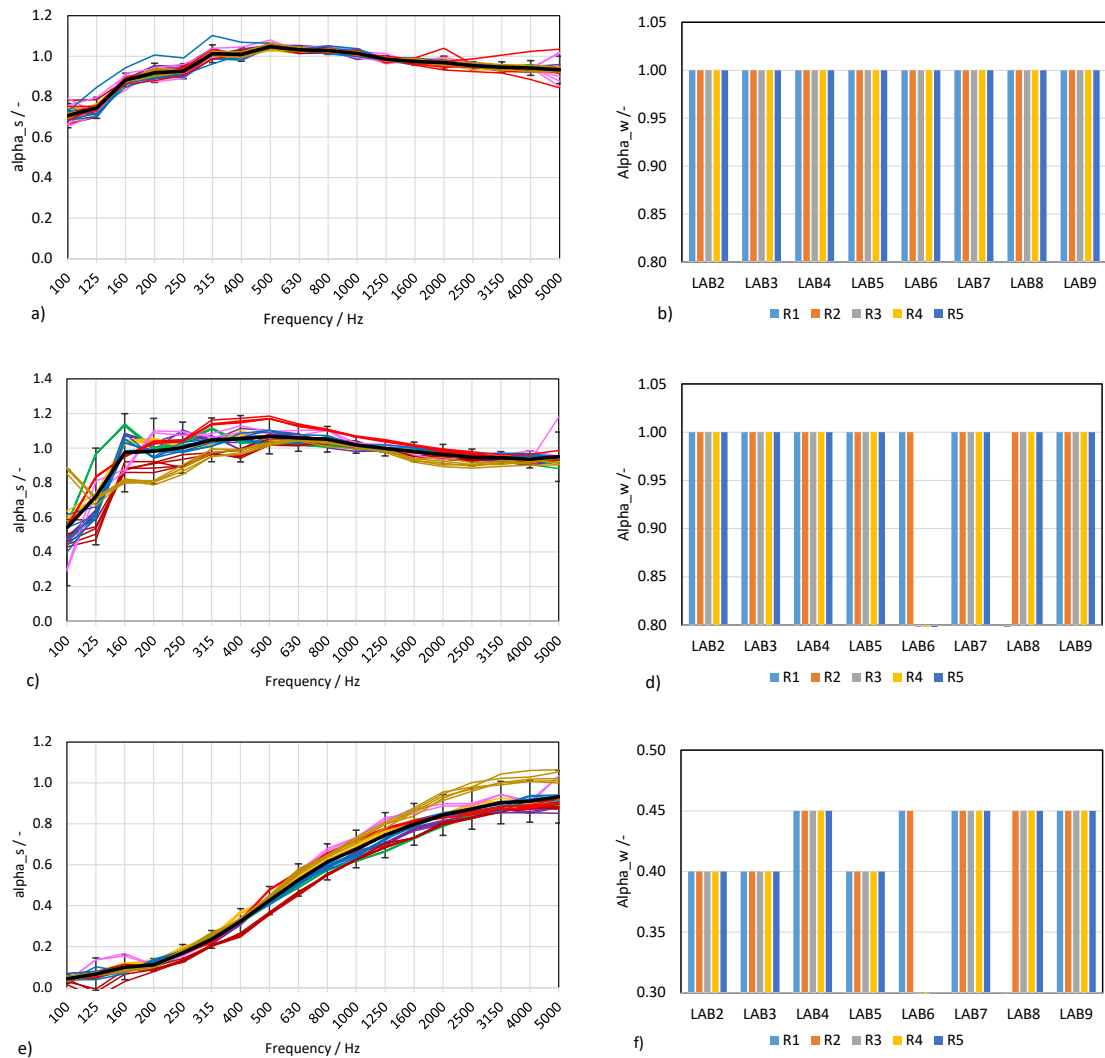 1.2
1.0
0.8
0.6
0.4
0.2
0.0
alpha_s / -
100 125 160 200 250 315 400 500 630 800 1000 1250 1600 2000 2500 3150 4000 5000
Frequency / Hz
a)
1.05
1.00
0.95
0.90
0.85
0.80
Alpha_w /-
LAB2 LAB3 LAB4 LAB5 LAB6 LAB7 LAB8 LAB9
R1 R2 R3 R4 R5
b)
1.4
1.2
1.0
0.8
0.6
0.4
0.2
0.0
alpha_s / -
100 125 160 200 250 315 400 500 630 800 1000 1250 1600 2000 2500 3150 4000 5000
Frequency / Hz
c)
1.05
1.00
0.95
0.90
0.85
0.80
Alpha_w /-
LAB2 LAB3 LAB4 LAB5 LAB6 LAB7 LAB8 LAB9
R1 R2 R3 R4 R5
d)
1.2
1.0
0.8
0.6
0.4
0.2
0.0
alpha_s / -
100 125 160 200 250 315 400 500 630 800 1000 1250 1600 2000 2500 3150 4000 5000
Frequency / Hz
e)
0.50
0.45
0.40
0.35
0.30
Alpha_w /-
LAB2 LAB3 LAB4 LAB5 LAB6 LAB7 LAB8 LAB9
R1 R2 R3 R4 R5
f)